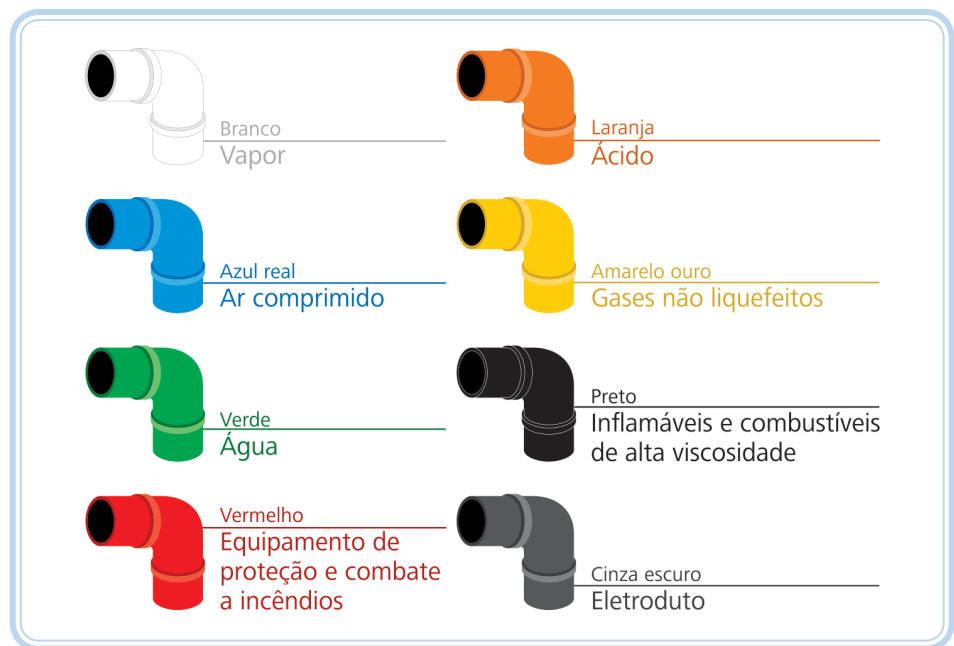 Branco
Vapor
Laranja
Ácido
Azul real
Ar comprimido
Amarelo ouro
Gases não liquefeitos
Verde
Água
Preto
Inflamáveis e combustíveis
de alta viscosidade
Vermelho
Equipamento de
proteção e combate
a incêndios
Cinza escuro
Eletroduto